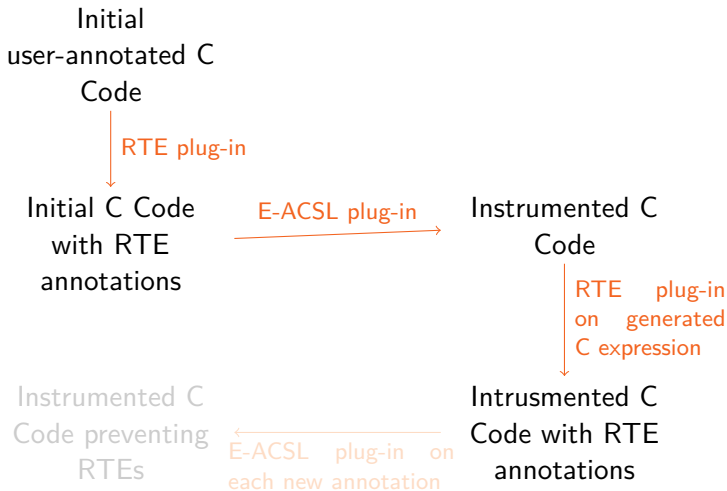 Initial
user-annotated C
Code
RTE plug-in
Initial C Code
with RTE
annotations
E-ACSL plug-in
Instrumented C
Code
RTE plug-in
on generated
C expression
Intrusmented C
Code with RTE
annotations
E-ACSL plug-in on
each new annotation
Instrumented C
Code preventing
RTEs